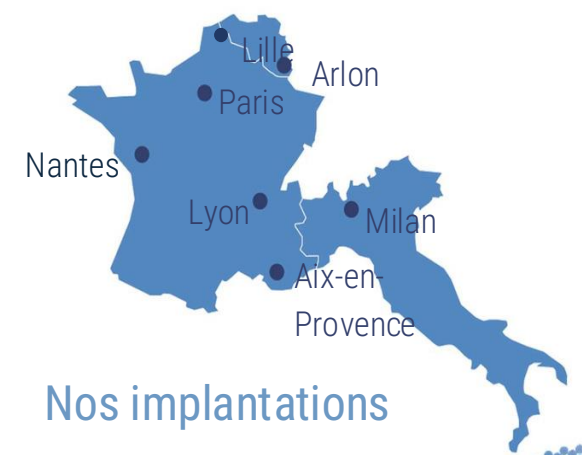 Lille
Arlon
Paris
Nantes
Lyon
Milan
Aix-en-
Provence
Nos implantations